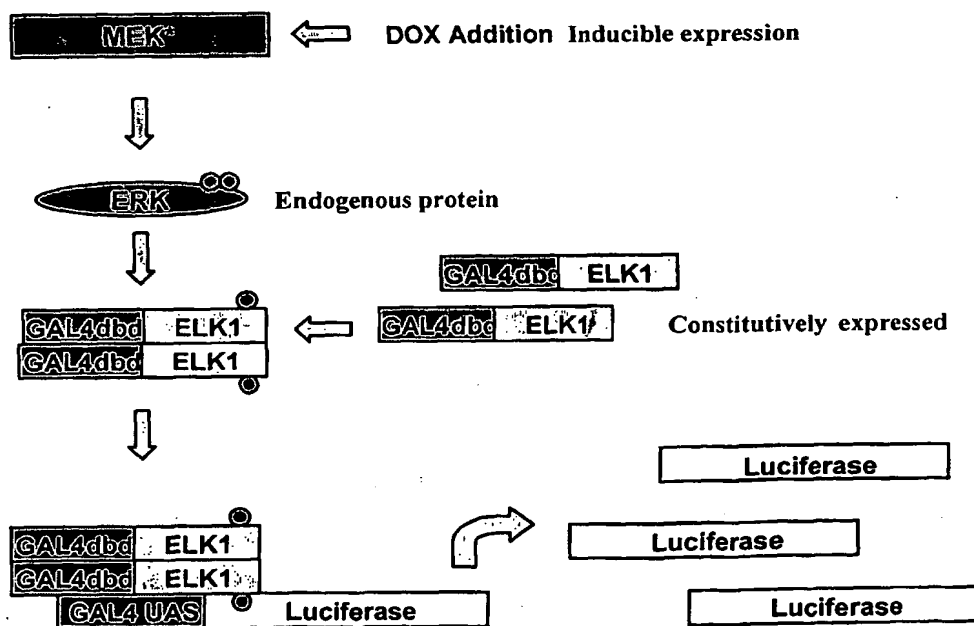 MEK* DOX Addition Inducible expression
ERK Endogenous protein
GAL4dbd ELK1
GAL4dbd ELK1 GAL4dbd ELK1 Constitutively expressed
GAL4dbd ELK1
Luciferase
GAL4dbd ELK1
Luciferase
GAL4dbd ELK1
GAL4 UAS Luciferase Luciferase